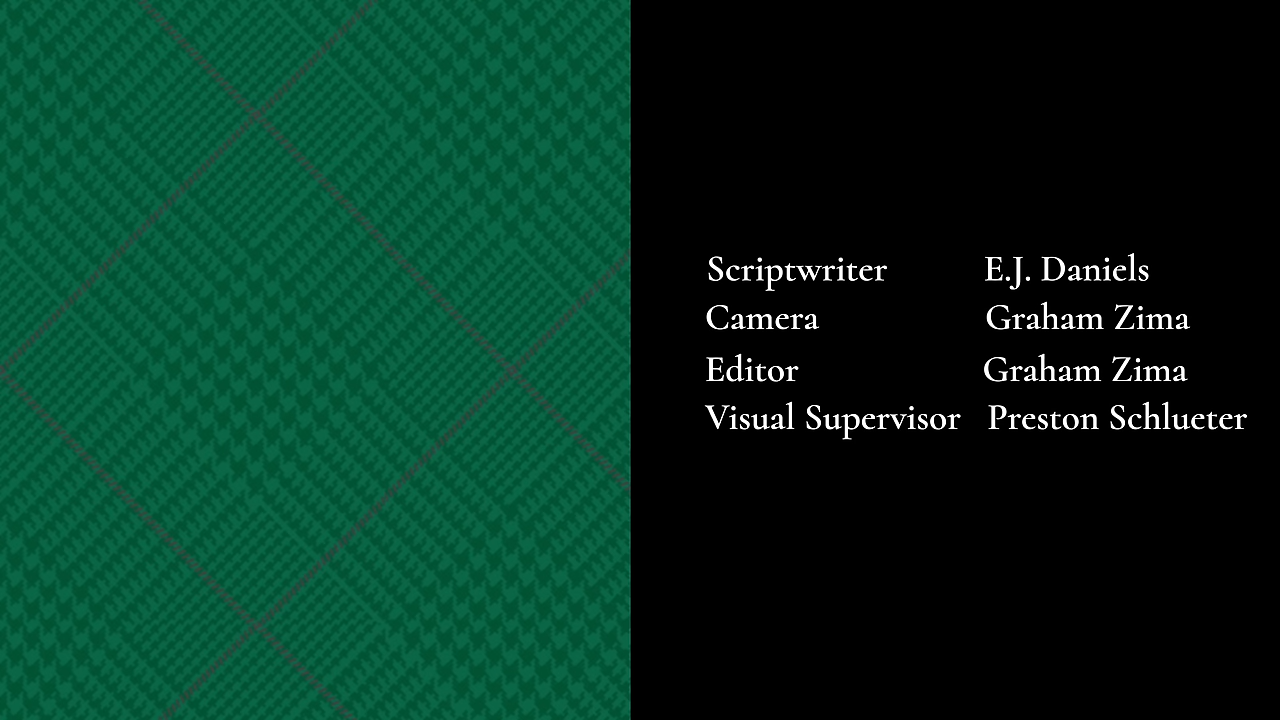 Scriptwriter E.J. Daniels
Camera Graham Zima
Editor Graham Zima
Visual Supervisor Preston Schlueter